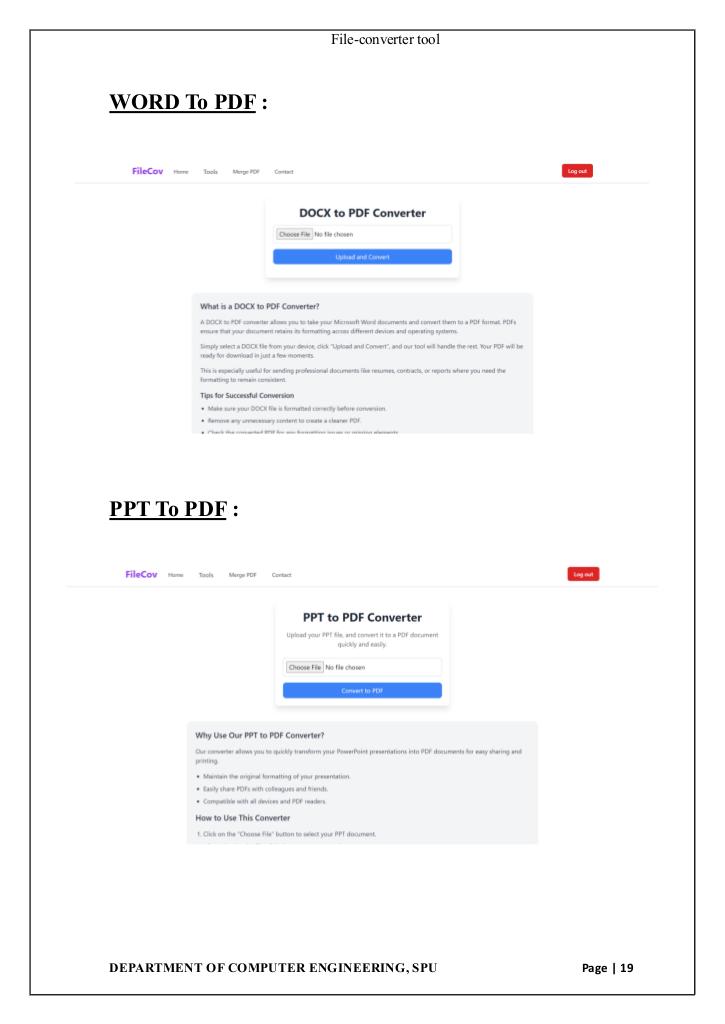 File-converter tool
WORD To PDF :
FileCov Home Tools Merge PDF Contact Log out
DOCX to PDF Converter
Choose File No file chosen
Upload and Convert
What is a DOCX to PDF Converter?
A DOCX to PDF converter allows you to take your Microsoft Word documents and convert them to a PDF format. PDFs
ensure that your document retains its formatting across different devices and operating systems.
Simply select a DOCX file from your device, click "Upload and Convert", and our tool will handle the rest. Your PDF will be
ready for download in just a few moments.
This is especially useful for sending professional documents like resumes, contracts, or reports where you need the
formatting to remain consistent.
Tips for Successful Conversion
• Make sure your DOCX file is formatted correctly before conversion.
• Remove any unnecessary content to create a cleaner PDF.
• Check the converted PDF for any formatting issues or missing elements.
PPT To PDF :
FileCov Home Tools Merge PDF Contact Log out
PPT to PDF Converter
Upload your PPT file, and convert it to a PDF document
quickly and easily.
Choose File No file chosen
Convert to PDF
Why Use Our PPT to PDF Converter?
Our converter allows you to quickly transform your PowerPoint presentations into PDF documents for easy sharing and
printing.
• Maintain the original formatting of your presentation.
• Easily share PDFs with colleagues and friends.
• Compatible with all devices and PDF readers.
How to Use This Converter
1. Click on the "Choose File" button to select your PPT document.
DEPARTMENT OF COMPUTER ENGINEERING, SPU Page | 19